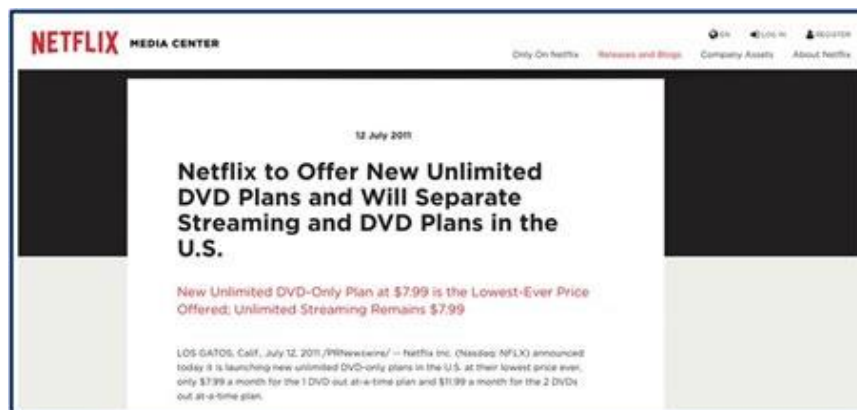 NETFLIX MEDIA CENTER
EN LOG IN REGISTER
Only On Netflix Releases and Blogs Company Assets About Netflix
12 July 2011
Netflix to Offer New Unlimited
DVD Plans and Will Separate
Streaming and DVD Plans in the
U.S.
New Unlimited DVD-Only Plan at $7.99 is the Lowest-Ever Price
Offered; Unlimited Streaming Remains $7.99
LOS GATOS, Calif., July 12, 2011 /PRNewswire/ -- Netflix Inc. (Nasdaq: NFLX) announced
today it is launching new unlimited DVD-only plans in the U.S. at their lowest price ever,
only $7.99 a month for the 1 DVD out at-a-time plan and $11.99 a month for the 2 DVDs
out at-a-time plan.